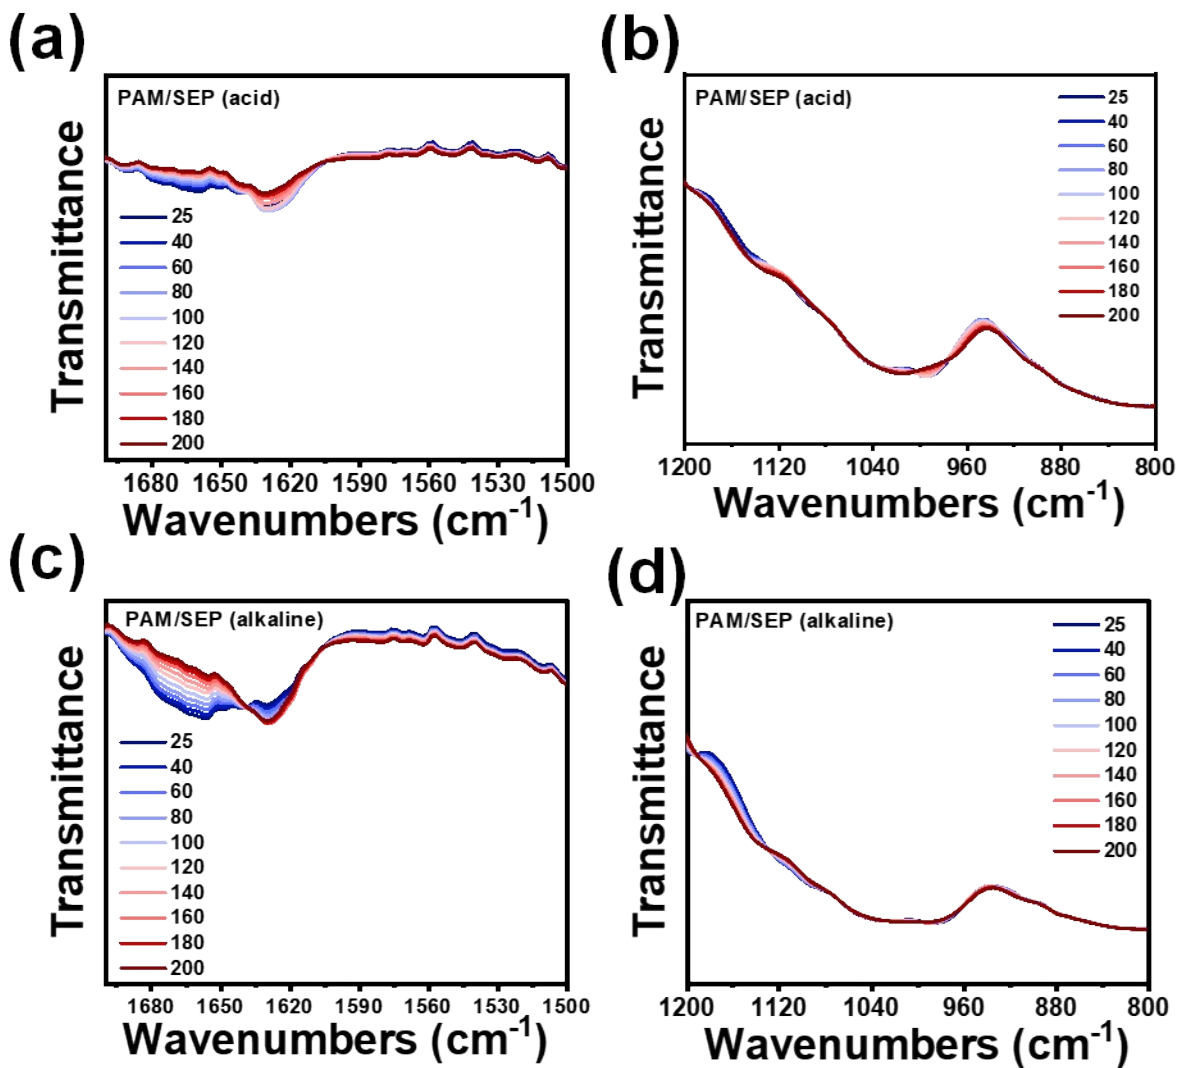 (a)
PAM/SEP (acid)
Transmittance
25
40
60
80
100
120
140
160
180
200
1680 1650 1620 1590 1560 1530 1500
Wavenumbers (cm-1)
(b)
PAM/SEP (acid)
Transmittance
25
40
60
80
100
120
140
160
180
200
1200 1120 1040 960 880 800
Wavenumbers (cm-1)
(c)
PAM/SEP (alkaline)
Transmittance
25
40
60
80
100
120
140
160
180
200
1680 1650 1620 1590 1560 1530 1500
Wavenumbers (cm-1)
(d)
PAM/SEP (alkaline)
Transmittance
25
40
60
80
100
120
140
160
180
200
1200 1120 1040 960 880 800
Wavenumbers (cm-1)